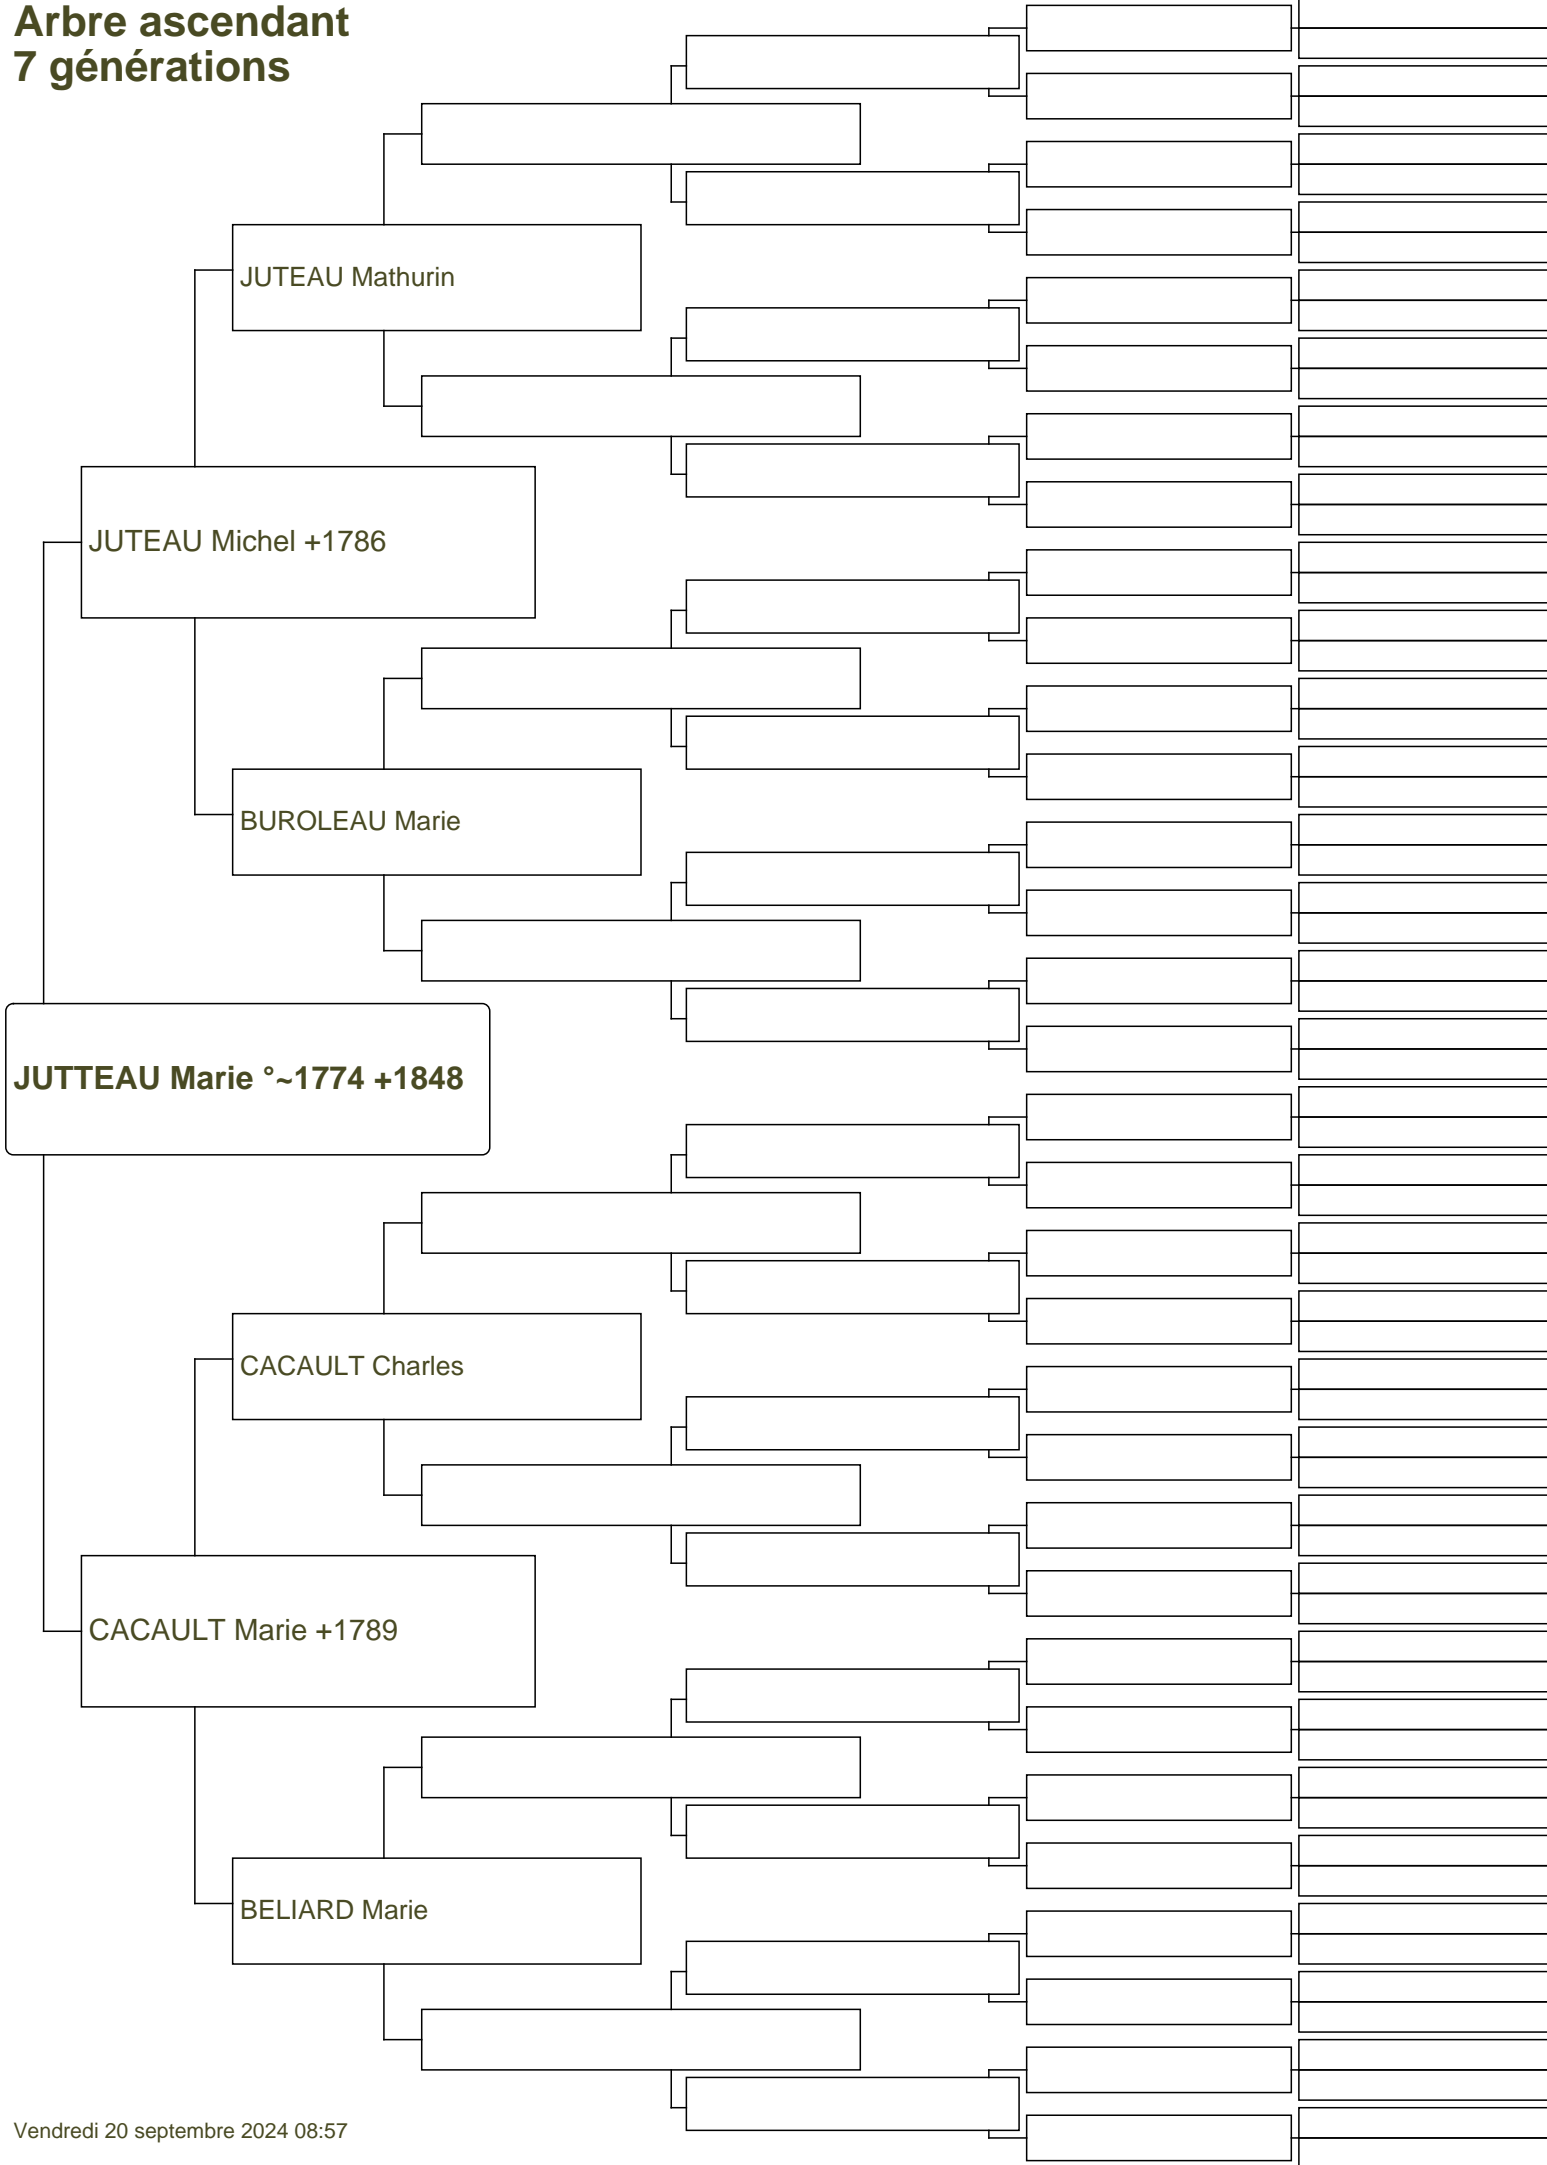 Arbre ascendant
7 générations
JUTEAU Mathurin
JUTEAU Michel +1786
BUROLEAU Marie
JUTTEAU Marie °~1774 +1848
CACAULT Charles
CACAULT Marie +1789
BELIARD Marie
Vendredi 20 septembre 2024 08:57